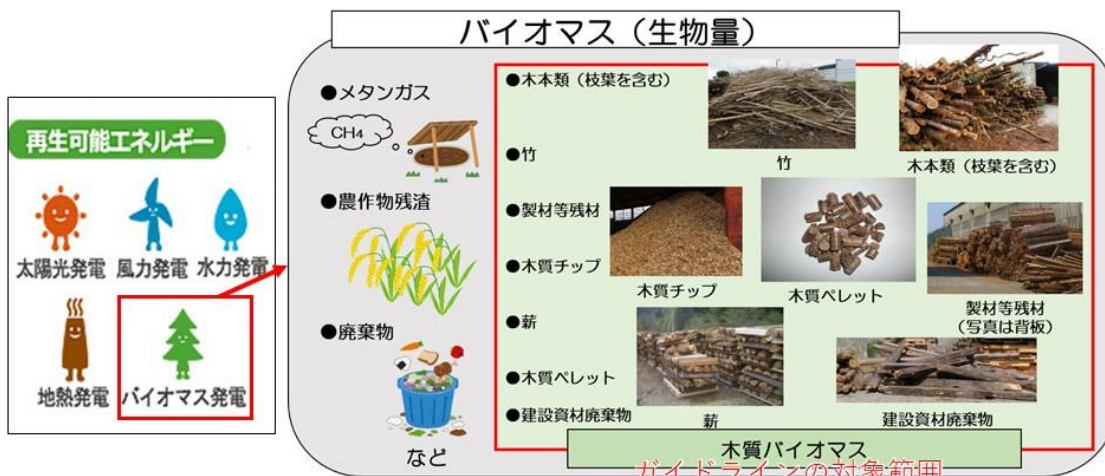 バイオマス（生物量）
再生可能エネルギー
太陽光発電
風力発電
水力発電
地熱発電
バイオマス発電
●メタンガス
CH4
●農作物残渣
●廃棄物
など
●木本類（枝葉を含む）
●竹
●製材等残材
●木質チップ
●薪
●木質ペレット
●建設資材廃棄物
竹
木本類（枝葉を含む）
木質チップ
木質ペレット
製材等残材
（写真は背板）
薪
建設資材廃棄物
木質バイオマス
ガイドラインの対象範囲